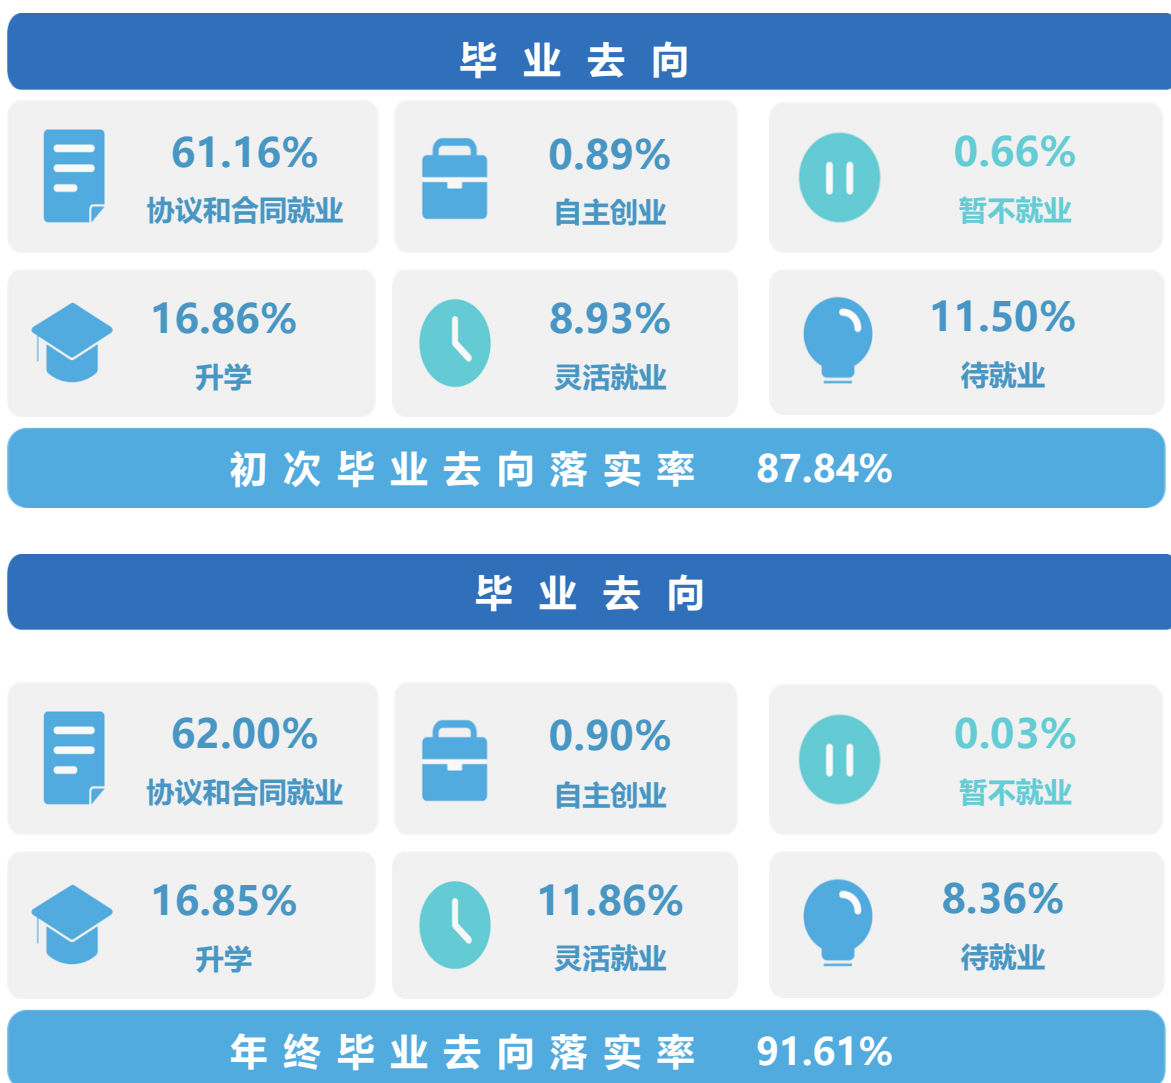 毕业去向
61.16%
协议和合同就业
0.89%
自主创业
0.66%
暂不就业
16.86%
升学
8.93%
灵活就业
11.50%
待就业
初次毕业去向落实率 87.84%
毕业去向
62.00%
协议和合同就业
0.90%
自主创业
0.03%
暂不就业
16.85%
升学
11.86%
灵活就业
8.36%
待就业
年终毕业去向落实率 91.61%